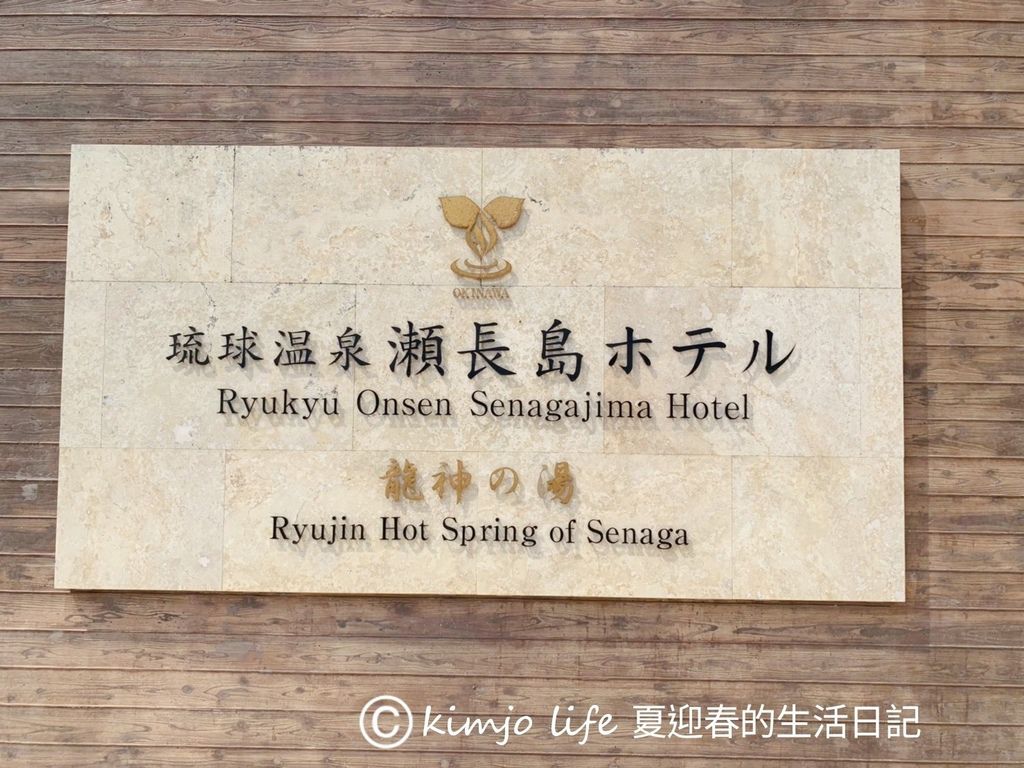 OKINAWA
琉球温泉 瀬長島ホテル
Ryukyu Onsen Senagajima Hotel
龍神の湯
Ryujin Hot Spring of Senaga
©kimjo life 夏迎春的生活日記